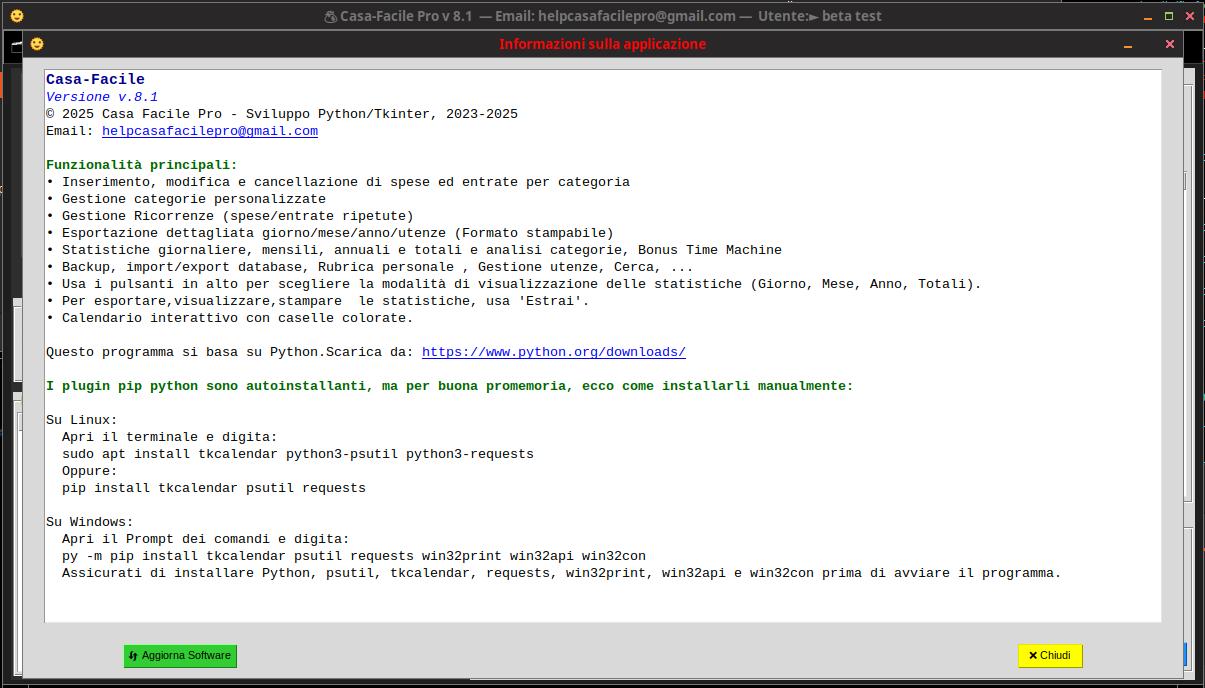 Casa-Facile Pro v 8.1 — Email: helpcasafacilepro@gmail.com — Utente:► beta test
Informazioni sulla applicazione
Casa-Facile
Versione v.8.1
© 2025 Casa Facile Pro - Sviluppo Python/Tkinter, 2023-2025
Email: helpcasafacilepro@gmail.com
Funzionalità principali:
• Inserimento, modifica e cancellazione di spese ed entrate per categoria
• Gestione categorie personalizzate
• Gestione Ricorrenze (spese/entrate ripetute)
• Esportazione dettagliata giorno/mese/anno/utenze (Formato stampabile)
• Statistiche giornaliere, mensili, annuali e totali e analisi categorie, Bonus Time Machine
• Backup, import/export database, Rubrica personale , Gestione utenze, Cerca, ...
• Usa i pulsanti in alto per scegliere la modalità di visualizzazione delle statistiche (Giorno, Mese, Anno, Totali).
• Per esportare,visualizzare,stampare  le statistiche, usa 'Estrai'.
• Calendario interattivo con caselle colorate.
Questo programma si basa su Python.Scarica da: https://www.python.org/downloads/
I plugin pip python sono autoinstallanti, ma per buona promemoria, ecco come installarli manualmente:
Su Linux:
Apri il terminale e digita:
sudo apt install tkcalendar python3-psutil python3-requests
Oppure:
pip install tkcalendar psutil requests
Su Windows:
Apri il Prompt dei comandi e digita:
py -m pip install tkcalendar psutil requests win32print win32api win32con
Assicurati di installare Python, psutil, tkcalendar, requests, win32print, win32api e win32con prima di avviare il programma.
Aggiorna Software
Chiudi